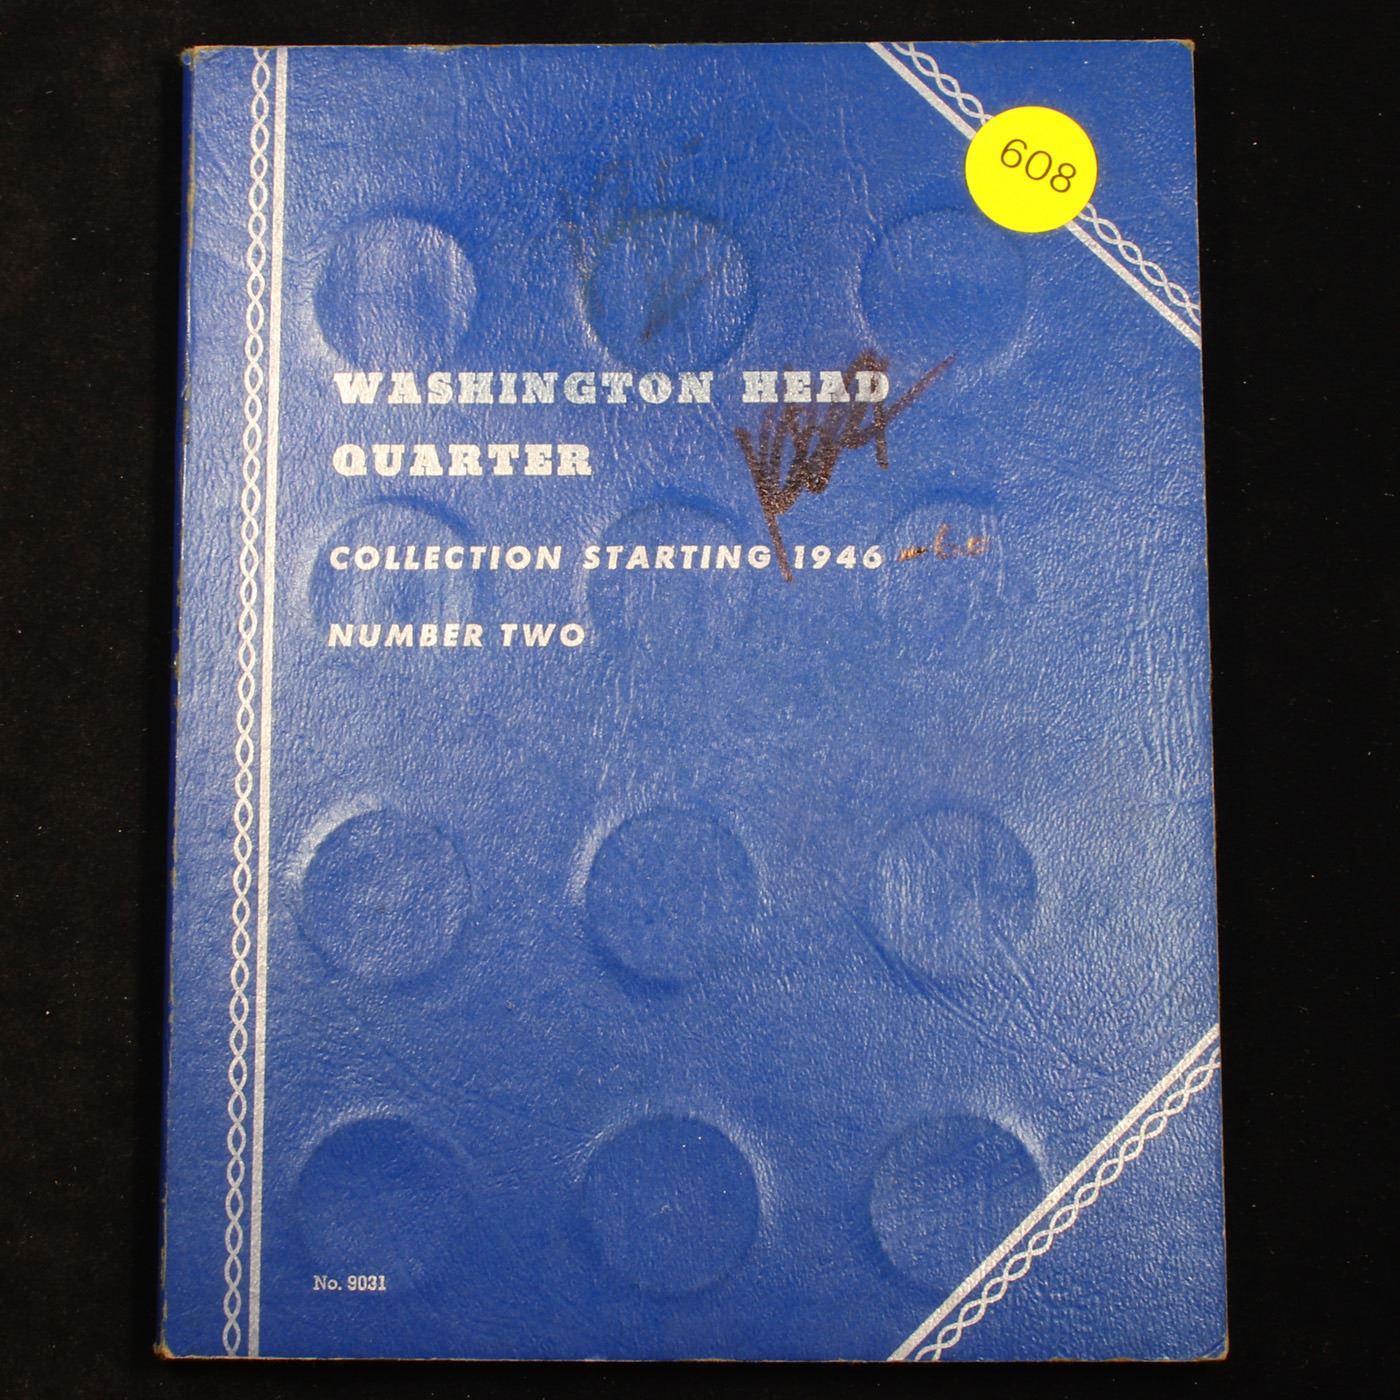 608
WASHINGTON HEAD
QUARTER
COLLECTION STARTING 1946
NUMBER TWO
No. 9031